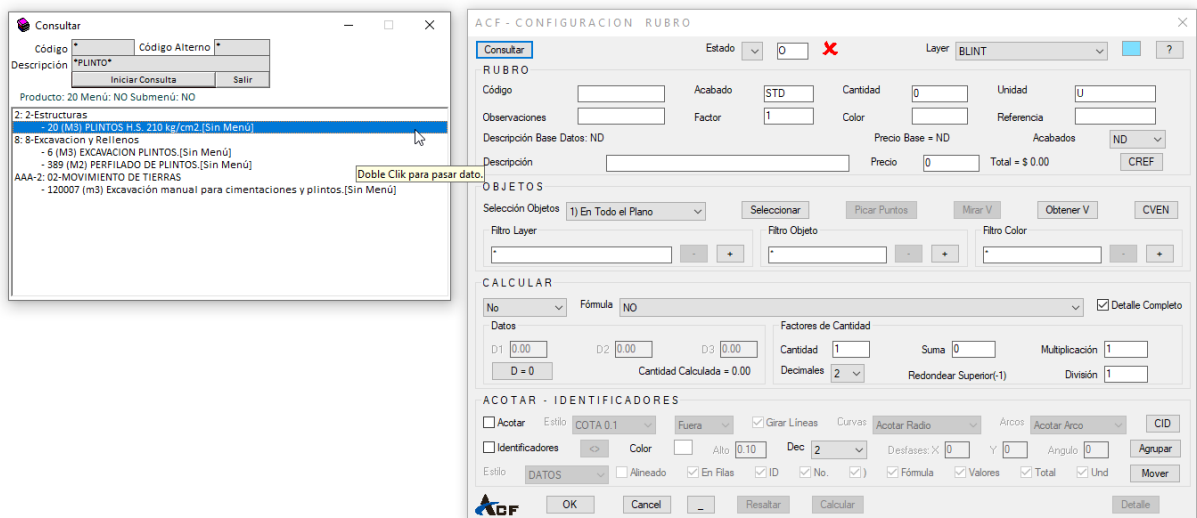 Consultar
Código * Código Alterno *
Descripción *PLINTO*
Iniciar Consulta Salir
Producto: 20 Menú: NO Submenú: NO
2: 2-Estructuras
- 20 (M3) PLINTOS H.S. 210 kg/cm2.[Sin Menú]
8: 8-Excavacion y Rellenos
- 6 (M3) EXCAVACION PLINTOS.[Sin Menú]
- 389 (M2) PERFILADO DE PLINTOS.[Sin Menú]
AAA-2: 02-MOVIMIENTO DE TIERRAS
- 120007 (m3) Excavación manual para cimentaciones y plintos.[Sin Menú]
Doble Clik para pasar dato.
ACF - CONFIGURACION RUBRO
Consultar Estado O Layer BLINT ?
RUBRO
Código Acabado STD Cantidad 0 Unidad U
Observaciones Factor 1 Color Referencia
Descripción Base Datos: ND Precio Base = ND Acabados ND
Descripción Precio 0 Total = $ 0.00 CREF
OBJETOS
Selección Objetos 1) En Todo el Plano Seleccionar Picar Puntos Mirar V Obtener V CVEN
Filtro Layer Filtro Objeto Filtro Color
* - + * - + * - +
CALCULAR
No Fórmula NO Detalle Completo
Datos Factores de Cantidad
D1 0.00 D2 0.00 D3 0.00 Cantidad 1 Suma 0 Multiplicación 1
D = 0 Cantidad Calculada = 0.00 Decimales 2 Redondear Superior(-1) División 1
ACOTAR - IDENTIFICADORES
Acotar Estilo COTA 0.1 Fuera Girar Líneas Curvas Acotar Radio Arcos Acotar Arco CID
Identificadores <> Color Alto 0.10 Dec 2 Desfases: X 0 Y 0 Angulo 0 Agrupar
Estilo DATOS Alineado En Filas ID No. ) Fórmula Valores Total Und Mover
ACF OK Cancel _ Resaltar Calcular Detalle